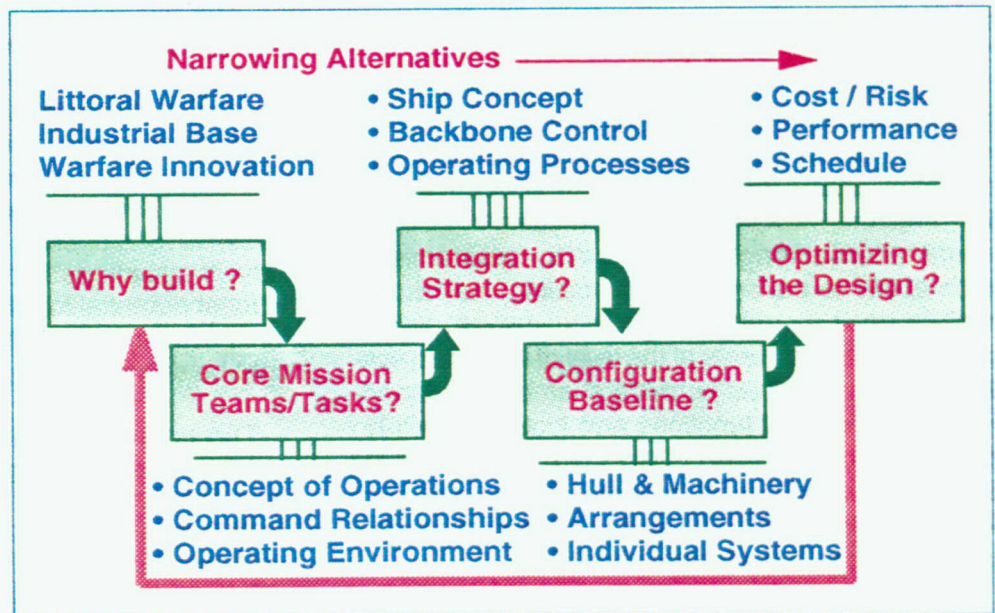 Narrowing Alternatives
Littoral Warfare
Industrial Base
Warfare Innovation
• Ship Concept
• Backbone Control
• Operating Processes
• Cost / Risk
• Performance
• Schedule
Why build ?
Integration
Strategy ?
Optimizing
the Design ?
Core Mission
Teams/Tasks?
Configuration
Baseline ?
• Concept of Operations
• Command Relationships
• Operating Environment
• Hull & Machinery
• Arrangements
• Individual Systems